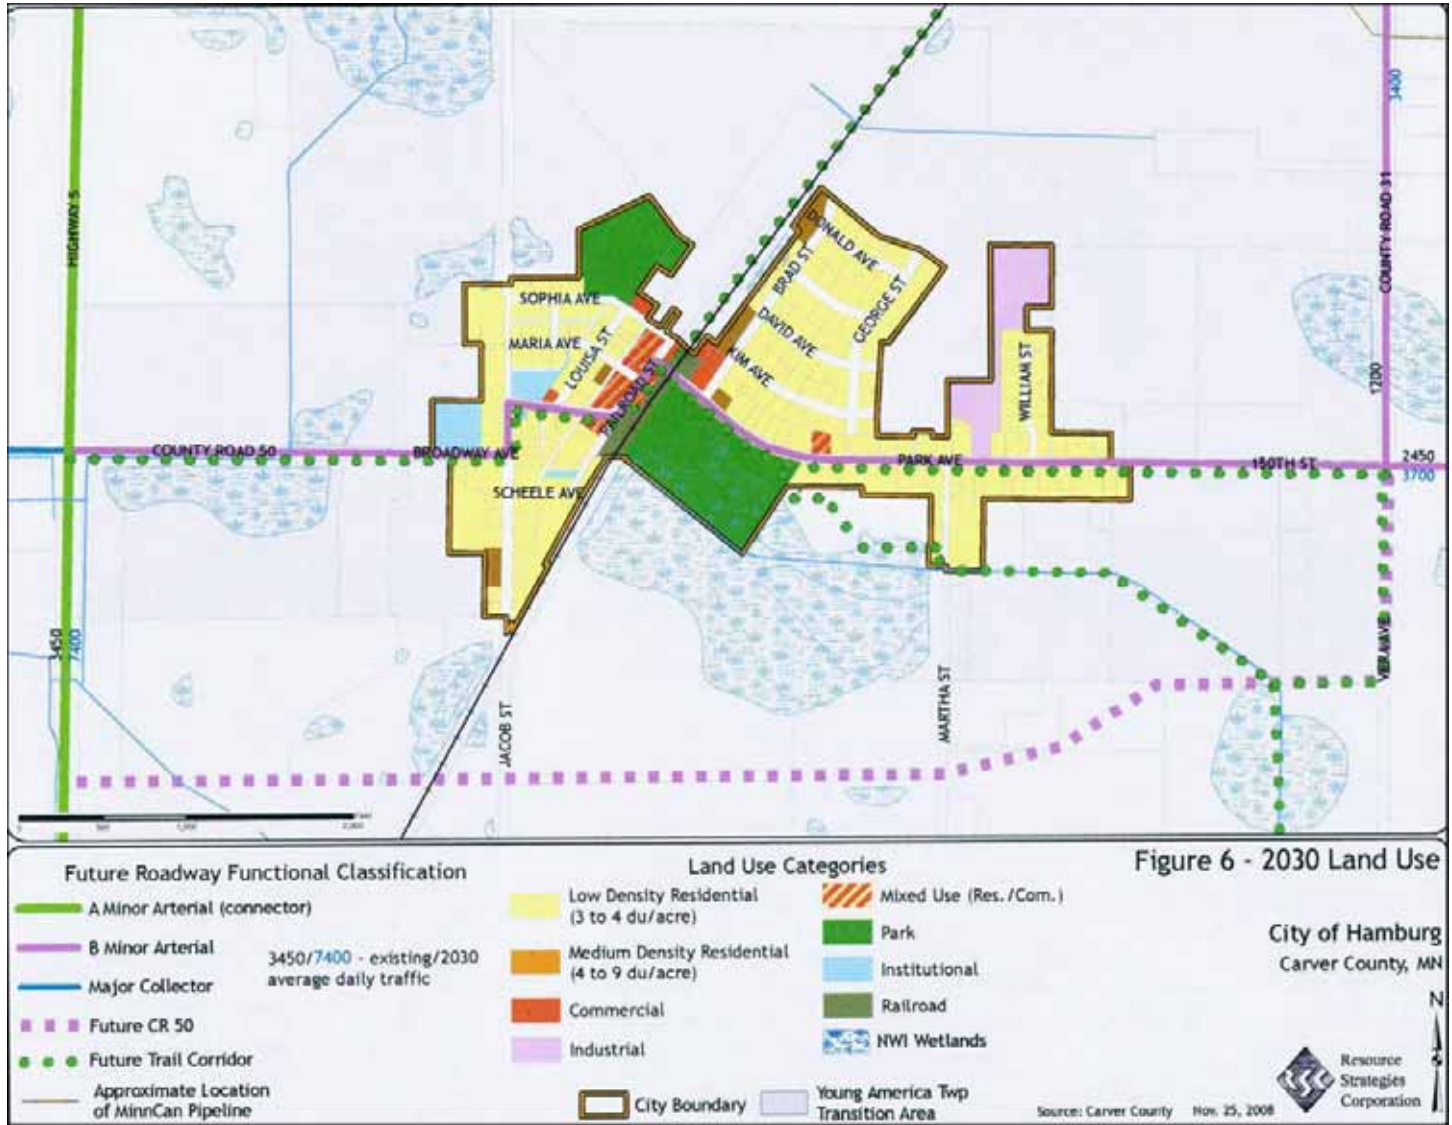 HIGHWAY 5
3400
COUNTY ROAD 31
1200
DONALD AVE
BRAD ST
GEORGE ST
DAVID AVE
KIM AVE
SOPHIA AVE
MARIA AVE
LOUISA ST
RAILROAD ST
WILLIAM ST
COUNTY ROAD 50
BROADWAY AVE
PARK AVE
150TH ST
2450
3700
SCHEELE AVE
3450
7400
VERA AVE
MARTHA ST
JACOB ST
0
500
1,000
2,000
Future Roadway Functional Classification
A Minor Arterial (connector)
B Minor Arterial
Major Collector
3450/7400 - existing/2030
average daily traffic
Future CR 50
Future Trail Corridor
Approximate Location
of MinnCan Pipeline
Land Use Categories
Low Density Residential
(3 to 4 du/acre)
Medium Density Residential
(4 to 9 du/acre)
Commercial
Industrial
Mixed Use (Res./Com.)
Park
Institutional
Railroad
NWI Wetlands
City Boundary
Young America Twp
Transition Area
Figure 6 - 2030 Land Use
City of Hamburg
Carver County, MN
N
Resource
Strategies
Corporation
Source: Carver County Nov. 25, 2008